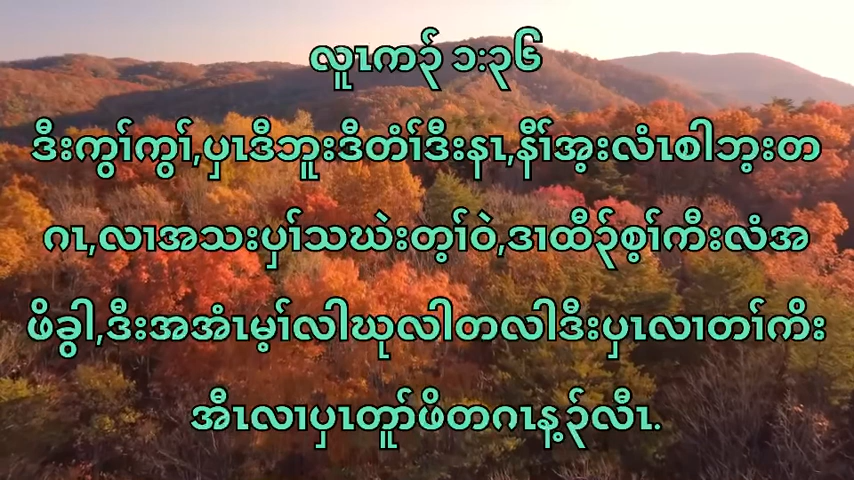 လူၤကၣ် ၁:၃၆
ဒီးကွၢ်ကွၢ်,ပှၤဒီဘူးဒီတံၢ်ဒီးနၤ,နီၢ်အ့းလံၤစါဘ့းတ
ဂၤ,လၢအသးပှၢ်သဃဲးတ့ၢ်ဝဲ,ဒၢထီၣ်စ့ၢ်ကီးလံအ
ဖိခွါ,ဒီးအအံၤမ့ၢ်လါဃုလါတလါဒီးပှၤလၢတၢ်ကိး
အီၤလၢပှၤတူာ်ဖိတဂၤန့ၣ်လီၤ.